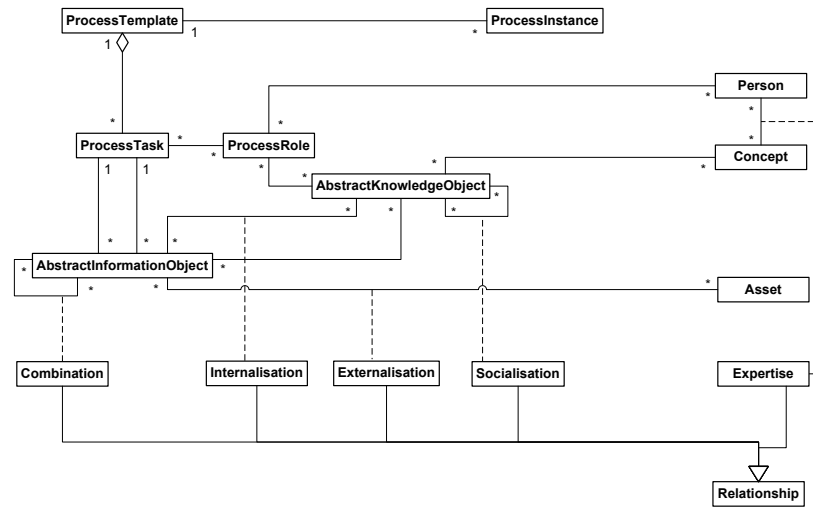 ProcessTemplate
1
*
ProcessInstance
1
*
Person
*
*
*
ProcessTask
*
*
ProcessRole
*
Concept
1
1
*
*
*
*
AbstractKnowledgeObject
*
*
*
*
*
*
*
*
AbstractInformationObject
*
*
*
*
*
Asset
Combination
Internalisation
Externalisation
Socialisation
Expertise
Relationship